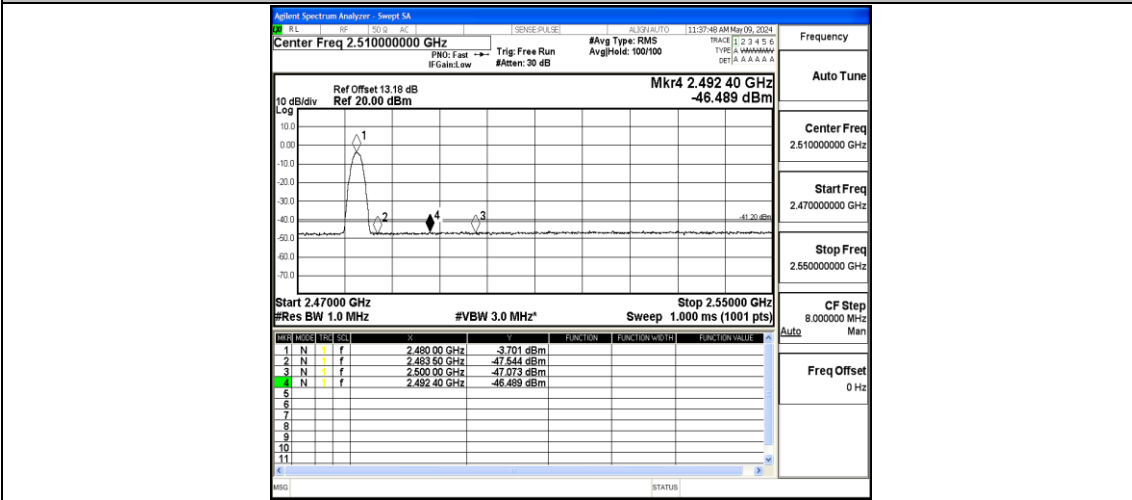 Agilent Spectrum Analyzer - Swept SA
RL RF 50 Ω AC SENSE:PULSE ALIGN AUTO 11:37:48 AM May 09, 2024
Center Freq 2.510000000 GHz
PNO: Fast
IFGain:Low
Trig: Free Run
#Atten: 30 dB
#Avg Type: RMS
Avg|Hold: 100/100
TRACE 1 2 3 4 5 6
TYPE A WWWWW
DET A A A A A A
Frequency
Auto Tune
Center Freq
2.510000000 GHz
Start Freq
2.470000000 GHz
Stop Freq
2.550000000 GHz
CF Step
8.000000 MHz
Auto Man
Freq Offset
0 Hz
Mkr4 2.492 40 GHz
-46.489 dBm
Ref Offset 13.18 dB
10 dB/div Ref 20.00 dBm
Log
10.0
0.00
-10.0
-20.0
-30.0
-40.0
-50.0
-60.0
-70.0
1
2
4
3
-41.20 dBm
Start 2.47000 GHz Stop 2.55000 GHz
#Res BW 1.0 MHz #VBW 3.0 MHz* Sweep 1.000 ms (1001 pts)
MKR MODE TRC SCL X Y FUNCTION FUNCTION WIDTH FUNCTION VALUE
1 N 1 f 2.480 00 GHz -3.701 dBm
2 N 1 f 2.483 50 GHz -47.544 dBm
3 N 1 f 2.500 00 GHz -47.073 dBm
4 N 1 f 2.492 40 GHz -46.489 dBm
5
6
7
8
9
10
11
MSG STATUS